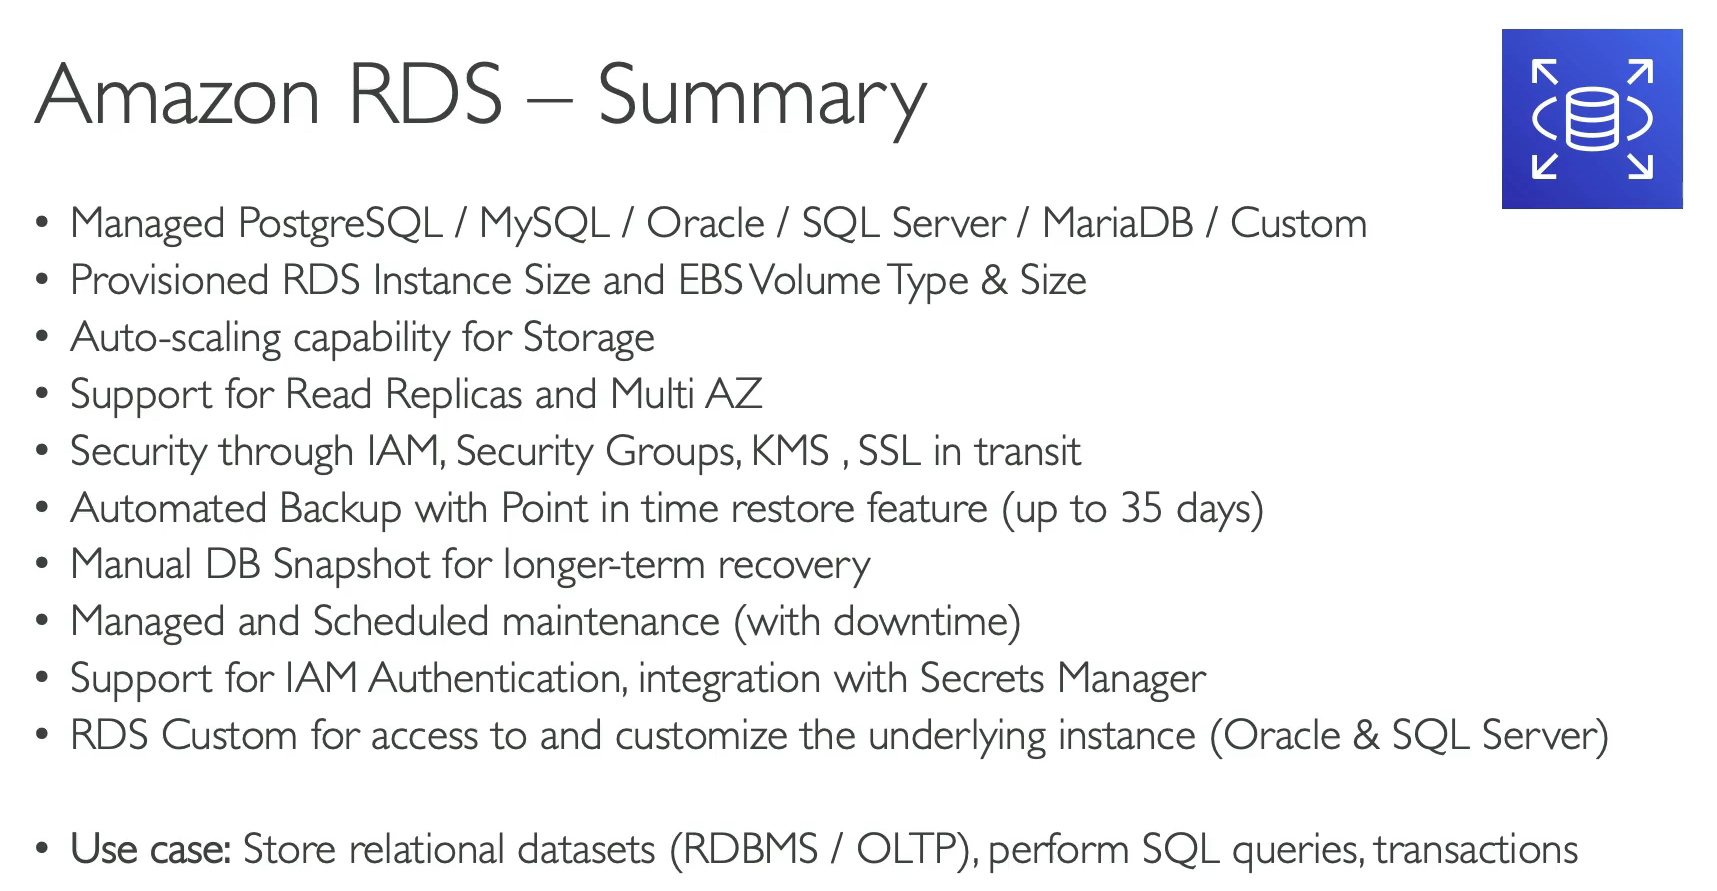 Amazon RDS – Summary
• Managed PostgreSQL / MySQL / Oracle / SQL Server / MariaDB / Custom
• Provisioned RDS Instance Size and EBS Volume Type & Size
• Auto-scaling capability for Storage
• Support for Read Replicas and Multi AZ
• Security through IAM, Security Groups, KMS , SSL in transit
• Automated Backup with Point in time restore feature (up to 35 days)
• Manual DB Snapshot for longer-term recovery
• Managed and Scheduled maintenance (with downtime)
• Support for IAM Authentication, integration with Secrets Manager
• RDS Custom for access to and customize the underlying instance (Oracle & SQL Server)
• Use case: Store relational datasets (RDBMS / OLTP), perform SQL queries, transactions